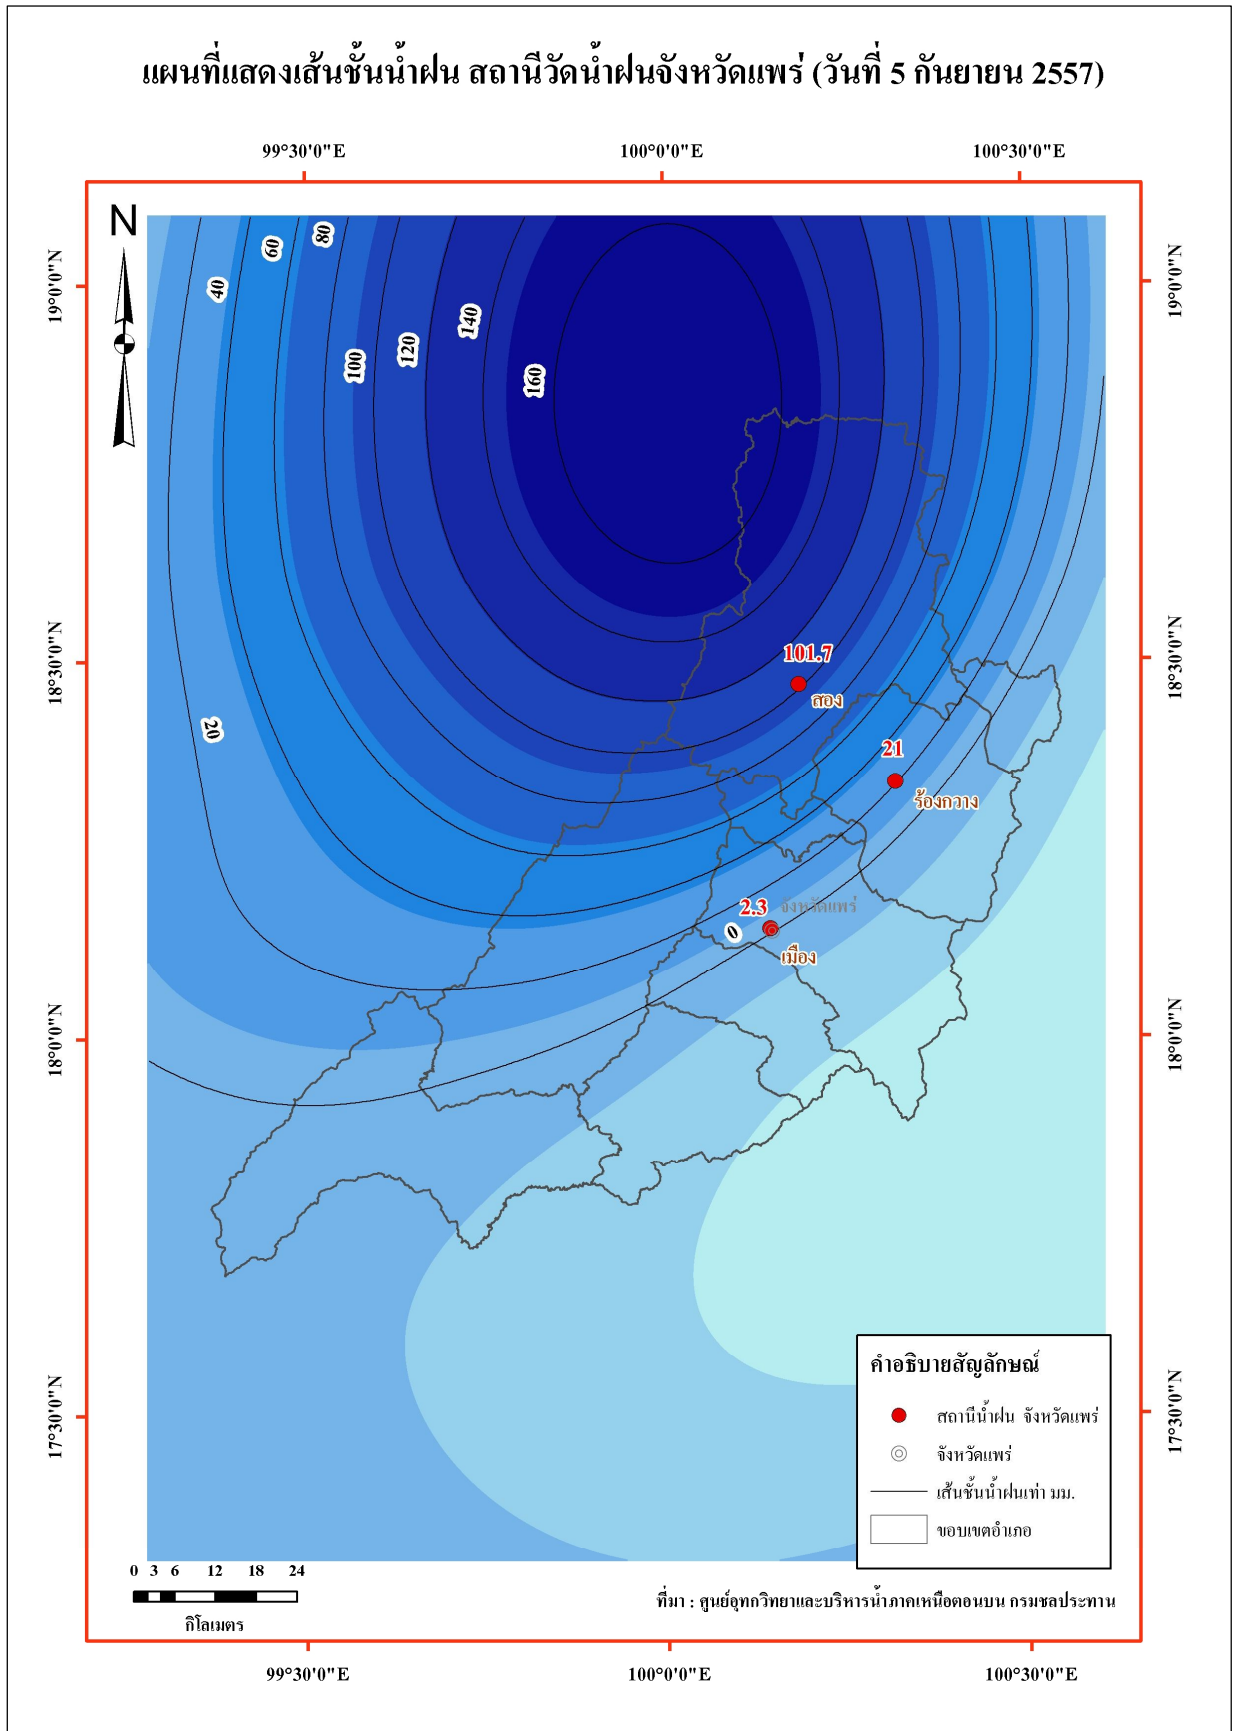 แผนที่แสดงเส้นชั้นน้ำฝน สถานีวัดน้ำฝนจังหวัดแพร่ (วันที่ 5 กันยายน 2557)
99°30'0"E 100°0'0"E 100°30'0"E
N
19°0'0"N
19°0'0"N
40
60
80
100
120
140
160
18°30'0"N
18°30'0"N
101.7
สอง
20
21
ร้องกวาง
2.3
จังหวัดแพร่
0
เมือง
18°0'0"N
18°0'0"N
17°30'0"N
17°30'0"N
คำอธิบายสัญลักษณ์
สถานีน้ำฝน จังหวัดแพร่
จังหวัดแพร่
เส้นชั้นน้ำฝนเท่า มม.
ขอบเขตอำเภอ
0 3 6 12 18 24
กิโลเมตร
ที่มา : ศูนย์อุทกวิทยาและบริหารน้ำภาคเหนือตอนบน กรมชลประทาน
99°30'0"E 100°0'0"E 100°30'0"E